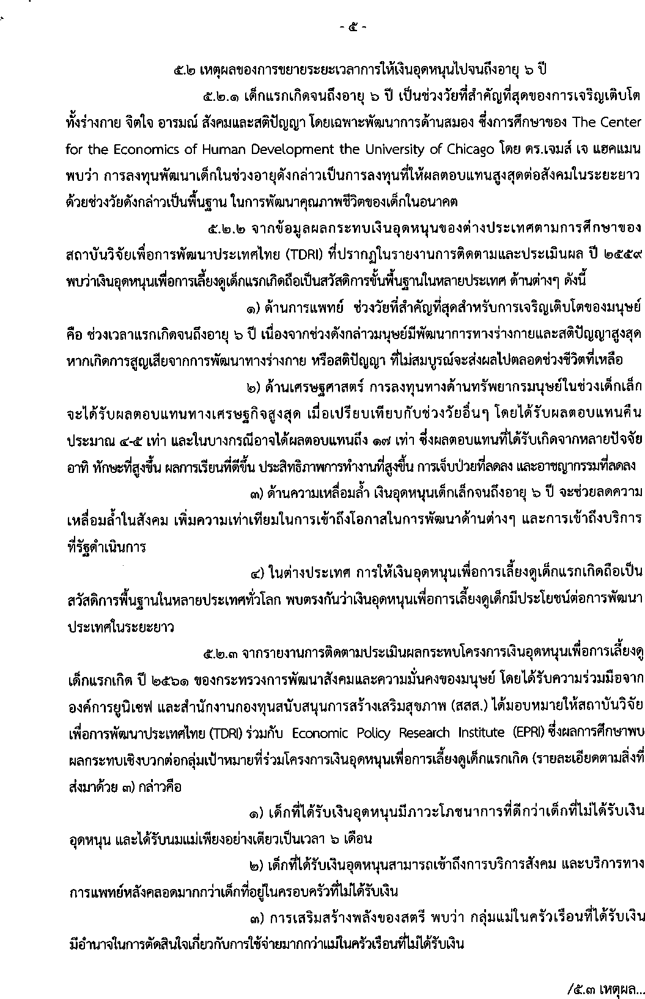 - ๕ -
๕.๒ เหตุผลของการขยายระยะเวลาการให้เงินอุดหนุนไปจนถึงอายุ ๖ ปี
๕.๒.๑ เด็กแรกเกิดจนถึงอายุ ๖ ปี เป็นช่วงวัยที่สำคัญที่สุดของการเจริญเติบโต
ทั้งร่างกาย จิตใจ อารมณ์ สังคมและสติปัญญา โดยเฉพาะพัฒนาการด้านสมอง ซึ่งการศึกษาของ The Center
for the Economics of Human Development the University of Chicago โดย ดร.เจมส์ เจ แฮคแมน
พบว่า การลงทุนพัฒนาเด็กในช่วงอายุดังกล่าวเป็นการลงทุนที่ให้ผลตอบแทนสูงสุดต่อสังคมในระยะยาว
ด้วยช่วงวัยดังกล่าวเป็นพื้นฐาน ในการพัฒนาคุณภาพชีวิตของเด็กในอนาคต
๕.๒.๒ จากข้อมูลผลกระทบเงินอุดหนุนของต่างประเทศตามการศึกษาของ
สถาบันวิจัยเพื่อการพัฒนาประเทศไทย (TDRI) ที่ปรากฏในรายงานการติดตามและประเมินผล ปี ๒๕๕๙
พบว่าเงินอุดหนุนเพื่อการเลี้ยงดูเด็กแรกเกิดถือเป็นสวัสดิการขั้นพื้นฐานในหลายประเทศ ด้านต่างๆ ดังนี้
๑) ด้านการแพทย์ ช่วงวัยที่สำคัญที่สุดสำหรับการเจริญเติบโตของมนุษย์
คือ ช่วงเวลาแรกเกิดจนถึงอายุ ๖ ปี เนื่องจากช่วงดังกล่าวมนุษย์มีพัฒนาการทางร่างกายและสติปัญญาสูงสุด
หากเกิดการสูญเสียจากการพัฒนาทางร่างกาย หรือสติปัญญา ที่ไม่สมบูรณ์จะส่งผลไปตลอดช่วงชีวิตที่เหลือ
๒) ด้านเศรษฐศาสตร์ การลงทุนทางด้านทรัพยากรมนุษย์ในช่วงเด็กเล็ก
จะได้รับผลตอบแทนทางเศรษฐกิจสูงสุด เมื่อเปรียบเทียบกับช่วงวัยอื่นๆ โดยได้รับผลตอบแทนคืน
ประมาณ ๔-๕ เท่า และในบางกรณีอาจได้ผลตอบแทนถึง ๑๗ เท่า ซึ่งผลตอบแทนที่ได้รับเกิดจากหลายปัจจัย
อาทิ ทักษะที่สูงขึ้น ผลการเรียนที่ดีขึ้น ประสิทธิภาพการทำงานที่สูงขึ้น การเจ็บป่วยที่ลดลง และอาชญากรรมที่ลดลง
๓) ด้านความเหลื่อมล้ำ เงินอุดหนุนเด็กเล็กจนถึงอายุ ๖ ปี จะช่วยลดความ
เหลื่อมล้ำในสังคม เพิ่มความเท่าเทียมในการเข้าถึงโอกาสในการพัฒนาด้านต่างๆ และการเข้าถึงบริการ
ที่รัฐดำเนินการ
๔) ในต่างประเทศ การให้เงินอุดหนุนเพื่อการเลี้ยงดูเด็กแรกเกิดถือเป็น
สวัสดิการพื้นฐานในหลายประเทศทั่วโลก พบตรงกันว่าเงินอุดหนุนเพื่อการเลี้ยงดูเด็กมีประโยชน์ต่อการพัฒนา
ประเทศในระยะยาว
๕.๒.๓ จากรายงานการติดตามประเมินผลกระทบโครงการเงินอุดหนุนเพื่อการเลี้ยงดู
เด็กแรกเกิด ปี ๒๕๖๑ ของกระทรวงการพัฒนาสังคมและความมั่นคงของมนุษย์ โดยได้รับความร่วมมือจาก
องค์การยูนิเซฟ และสำนักงานกองทุนสนับสนุนการสร้างเสริมสุขภาพ (สสส.) ได้มอบหมายให้สถาบันวิจัย
เพื่อการพัฒนาประเทศไทย (TDRI) ร่วมกับ Economic Policy Research Institute (EPRI) ซึ่งผลการศึกษาพบ
ผลกระทบเชิงบวกต่อกลุ่มเป้าหมายที่ร่วมโครงการเงินอุดหนุนเพื่อการเลี้ยงดูเด็กแรกเกิด (รายละเอียดตามสิ่งที่
ส่งมาด้วย ๓) กล่าวคือ
๑) เด็กที่ได้รับเงินอุดหนุนมีภาวะโภชนาการที่ดีกว่าเด็กที่ไม่ได้รับเงิน
อุดหนุน และได้รับนมแม่เพียงอย่างเดียวเป็นเวลา ๖ เดือน
๒) เด็กที่ได้รับเงินอุดหนุนสามารถเข้าถึงการบริการสังคม และบริการทาง
การแพทย์หลังคลอดมากกว่าเด็กที่อยู่ในครอบครัวที่ไม่ได้รับเงิน
๓) การเสริมสร้างพลังของสตรี พบว่า กลุ่มแม่ในครัวเรือนที่ได้รับเงิน
มีอำนาจในการตัดสินใจเกี่ยวกับการใช้จ่ายมากกว่าแม่ในครัวเรือนที่ไม่ได้รับเงิน
/๕.๓ เหตุผล...